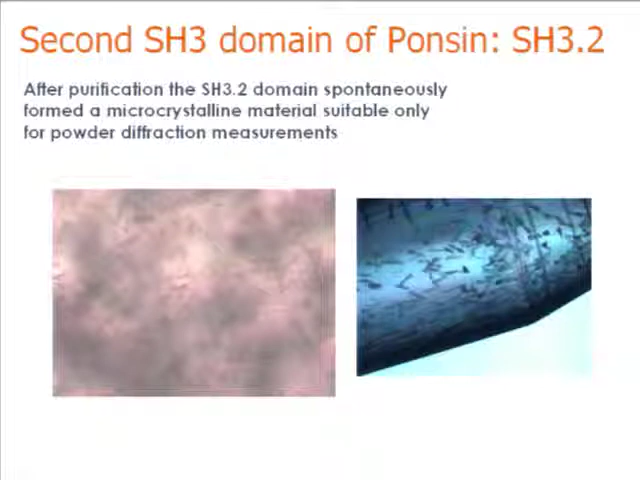 Second SH3 domain of Ponsin: SH3.2
After purification the SH3.2 domain spontaneously
formed a microcrystalline material suitable only
for powder diffraction measurements